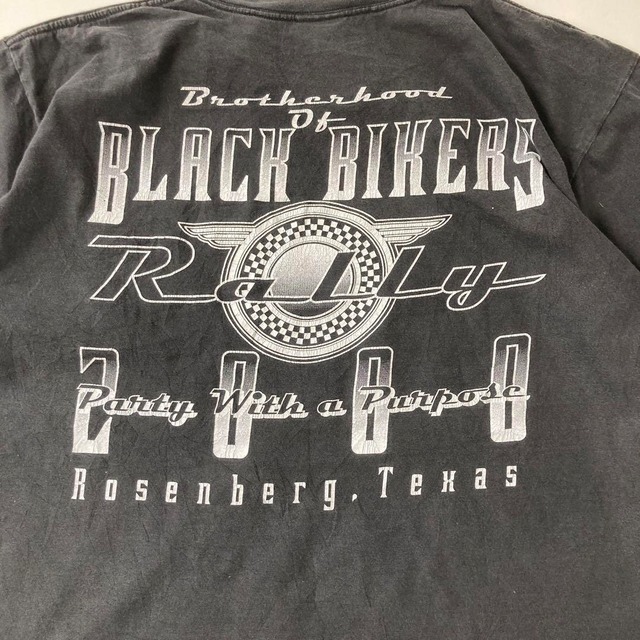 Brotherhood
Of
BLACK BIKERS
Rally
2000
Party With a Purpose
Rosenberg, Texas